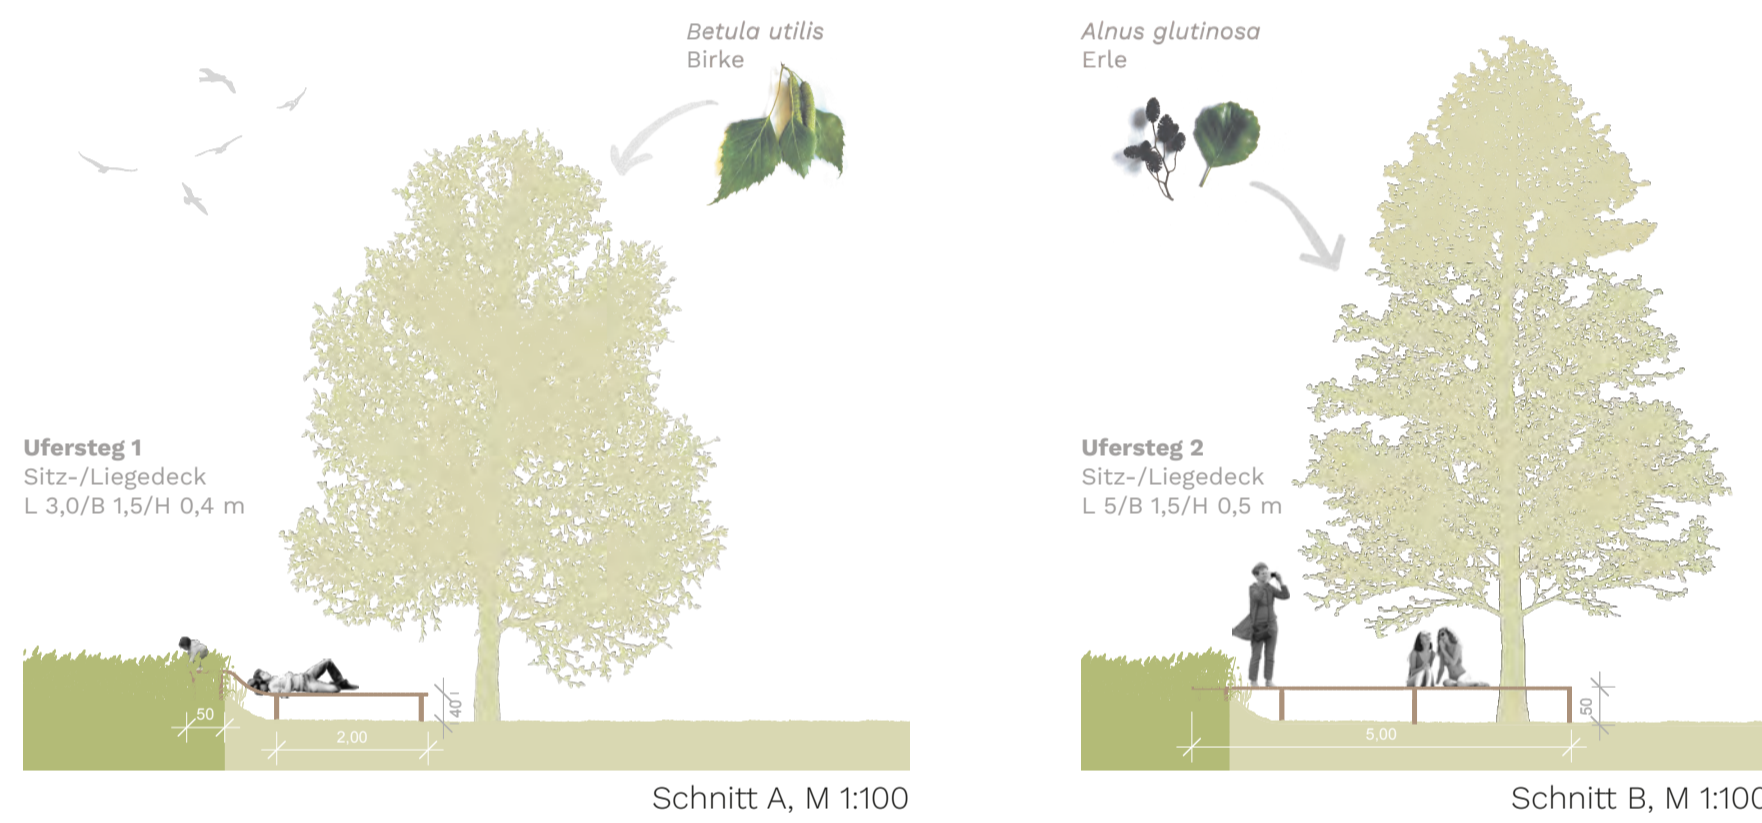 Betula utilis
Birke
Ufersteg 1
Sitz-/Liegedeck
L 3,0/B 1,5/H 0,4 m
50
2,00
40
Schnitt A, M 1:100
Alnus glutinosa
Erle
Ufersteg 2
Sitz-/Liegedeck
L 5/B 1,5/H 0,5 m
5,00
50
Schnitt B, M 1:100